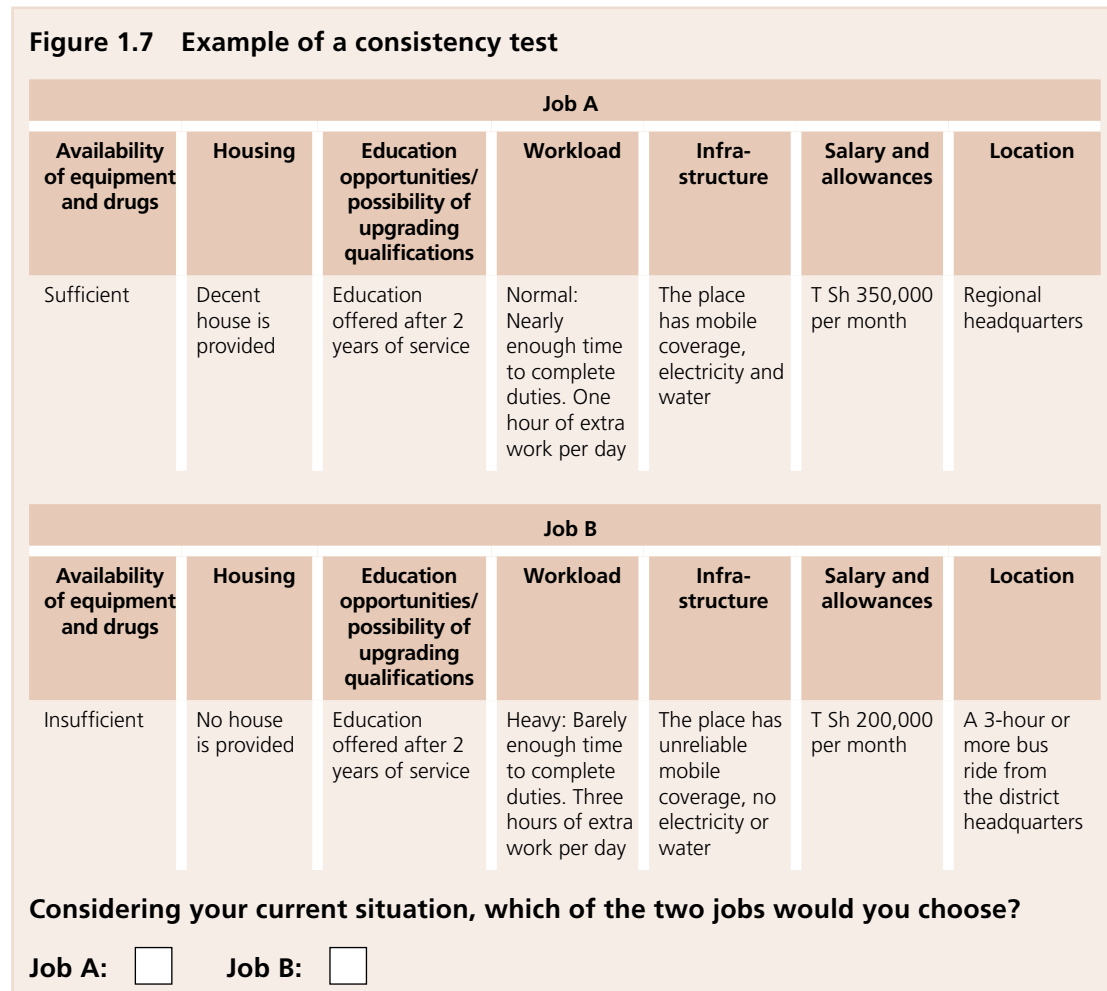 Figure 1.7 Example of a consistency test
Job A
Availability
of equipment
and drugs
Housing
Education
opportunities/
possibility of
upgrading
qualifications
Workload
Infra-
structure
Salary and
allowances
Location
Sufficient
Decent
house is
provided
Education
offered after 2
years of service
Normal:
Nearly
enough time
to complete
duties. One
hour of extra
work per day
The place
has mobile
coverage,
electricity and
water
T Sh 350,000
per month
Regional
headquarters
Job B
Availability
of equipment
and drugs
Housing
Education
opportunities/
possibility of
upgrading
qualifications
Workload
Infra-
structure
Salary and
allowances
Location
Insufficient
No house
is provided
Education
offered after 2
years of service
Heavy: Barely
enough time
to complete
duties. Three
hours of extra
work per day
The place has
unreliable
mobile
coverage, no
electricity or
water
T Sh 200,000
per month
A 3-hour or
more bus
ride from
the district
headquarters
Considering your current situation, which of the two jobs would you choose?
Job A: Job B: